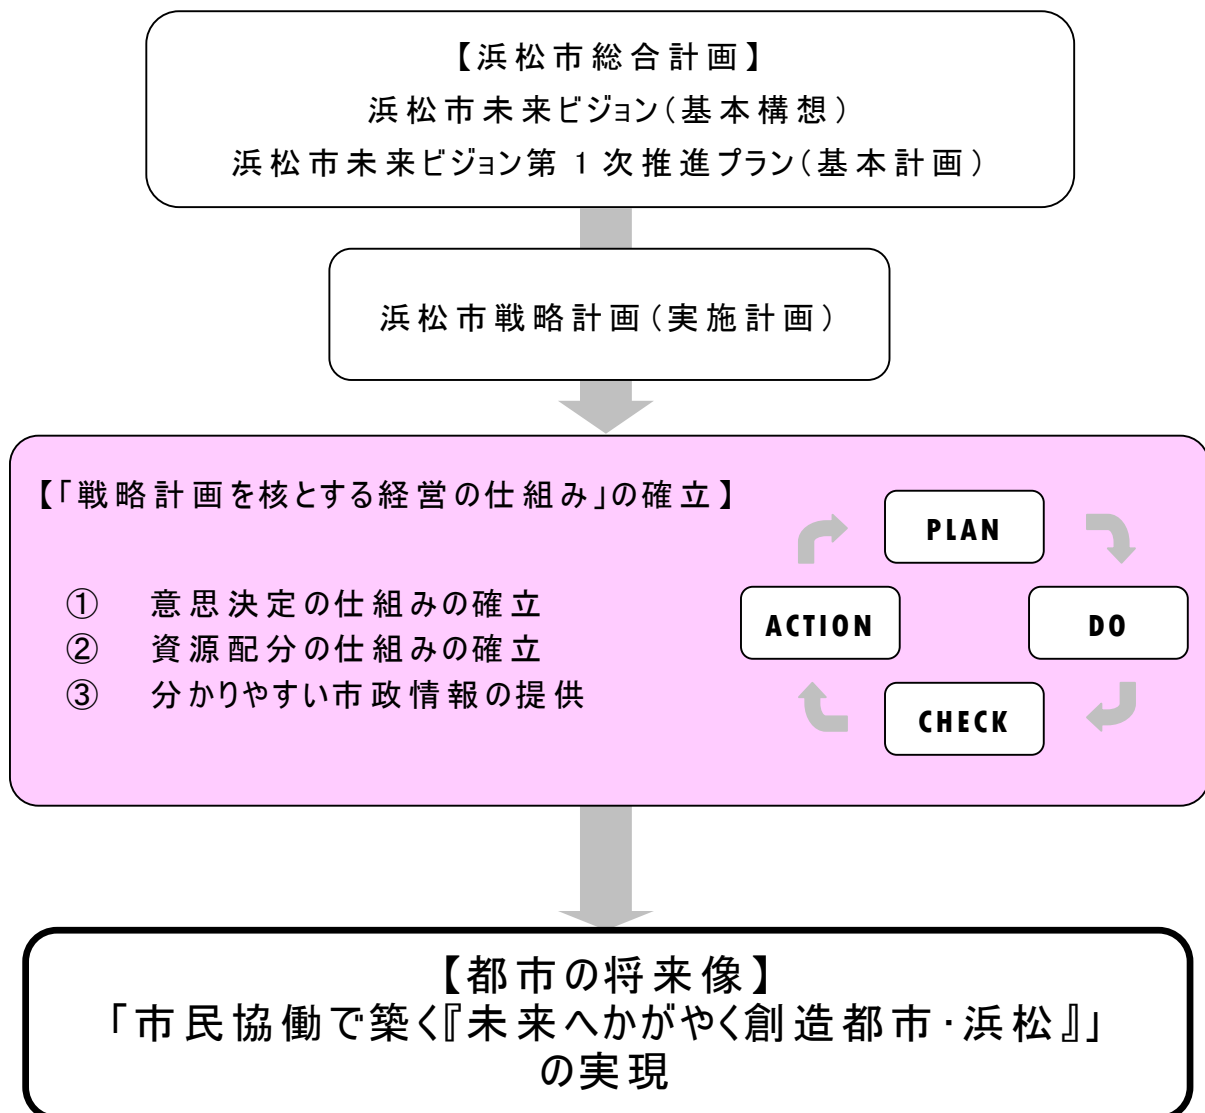 【浜松市総合計画】
浜松市未来ビジョン(基本構想)
浜松市未来ビジョン第1次推進プラン(基本計画)
浜松市戦略計画(実施計画)
【「戦略計画を核とする経営の仕組み」の確立】
① 意思決定の仕組みの確立
② 資源配分の仕組みの確立
③ 分かりやすい市政情報の提供
PLAN
ACTION
DO
CHECK
【都市の将来像】
「市民協働で築く『未来へかがやく創造都市・浜松』」
の実現